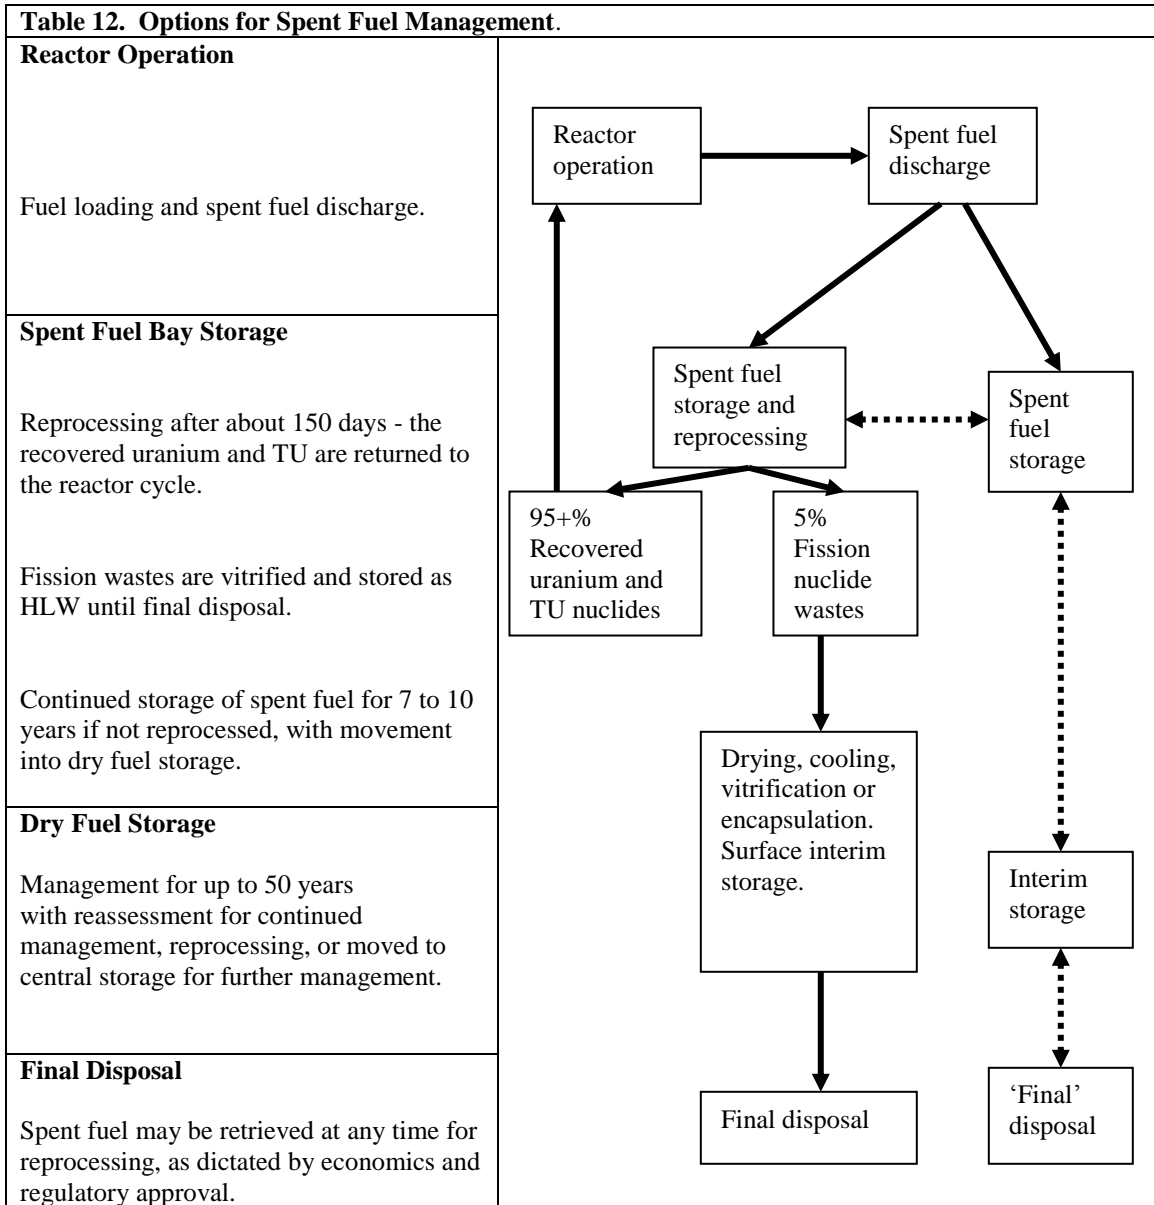 Table 12.  Options for Spent Fuel Management.
Reactor Operation
Fuel loading and spent fuel discharge.
Spent Fuel Bay Storage
Reprocessing after about 150 days - the
recovered uranium and TU are returned to
the reactor cycle.
Fission wastes are vitrified and stored as
HLW until final disposal.
Continued storage of spent fuel for 7 to 10
years if not reprocessed, with movement
into dry fuel storage.
Dry Fuel Storage
Management for up to 50 years
with reassessment for continued
management, reprocessing, or moved to
central storage for further management.
Final Disposal
Spent fuel may be retrieved at any time for
reprocessing, as dictated by economics and
regulatory approval.
Reactor
operation
Spent fuel
discharge
Spent fuel
storage and
reprocessing
Spent
fuel
storage
95+%
Recovered
uranium and
TU nuclides
5%
Fission
nuclide
wastes
Drying, cooling,
vitrification or
encapsulation.
Surface interim
storage.
Interim
storage
Final disposal
‘Final’
disposal